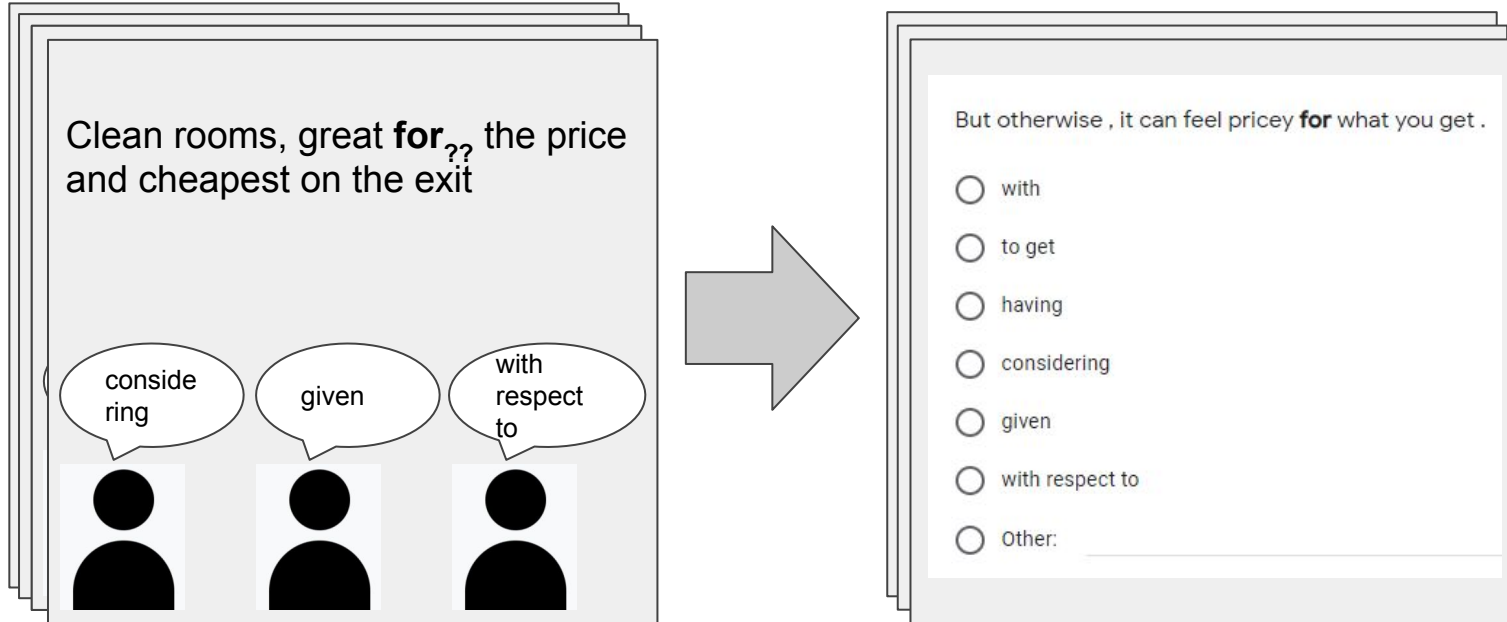 Clean rooms, great for?? the price
and cheapest on the exit
conside
ring
given
with
respect
to
But otherwise , it can feel pricey for what you get .
with
to get
having
considering
given
with respect to
Other: